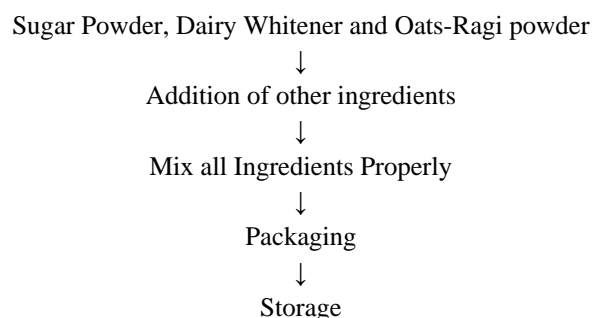 Sugar Powder, Dairy Whitener and Oats-Ragi powder
↓
Addition of other ingredients
↓
Mix all Ingredients Properly
↓
Packaging
↓
Storage